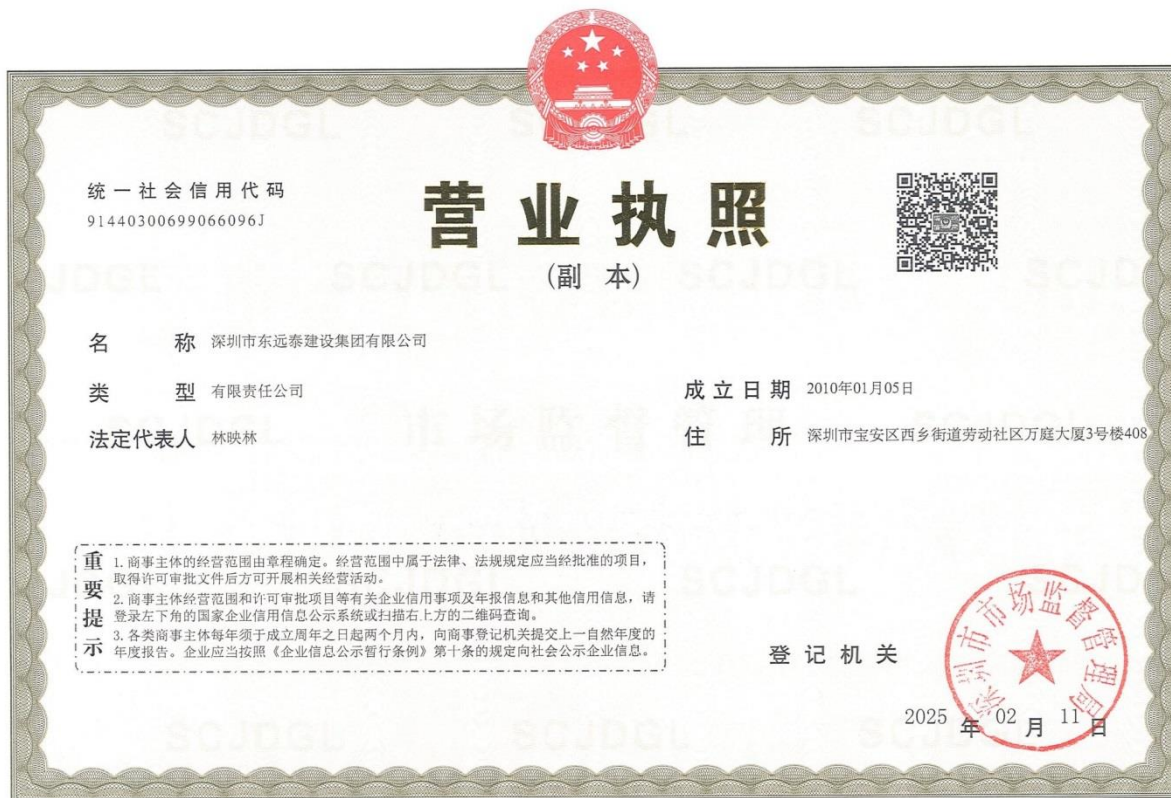 统一社会信用代码
91440300699066096J
营业执照
(副 本)
名 称 深圳市东远泰建设集团有限公司
类 型 有限责任公司
成立日期 2010年01月05日
法定代表人 林映林
住 所 深圳市宝安区西乡街道劳动社区万庭大厦3号楼408
重要提示
1. 商事主体的经营范围由章程确定。经营范围中属于法律、法规规定应当经批准的项目，
取得许可审批文件后方可开展相关经营活动。
2. 商事主体经营范围和许可审批项目等有关企业信用事项及年报信息和其他信用信息，请
登录左下角的国家企业信用信息公示系统或扫描右上方的二维码查询。
3. 各类商事主体每年须于成立周年之日起两个月内，向商事登记机关提交上一自然年度的
年度报告。企业应当按照《企业信息公示暂行条例》第十条的规定向社会公示企业信息。
登记机关
深圳市市场监督管理局
2025 年 02 月 11 日
SCJDGL
市场监督管理